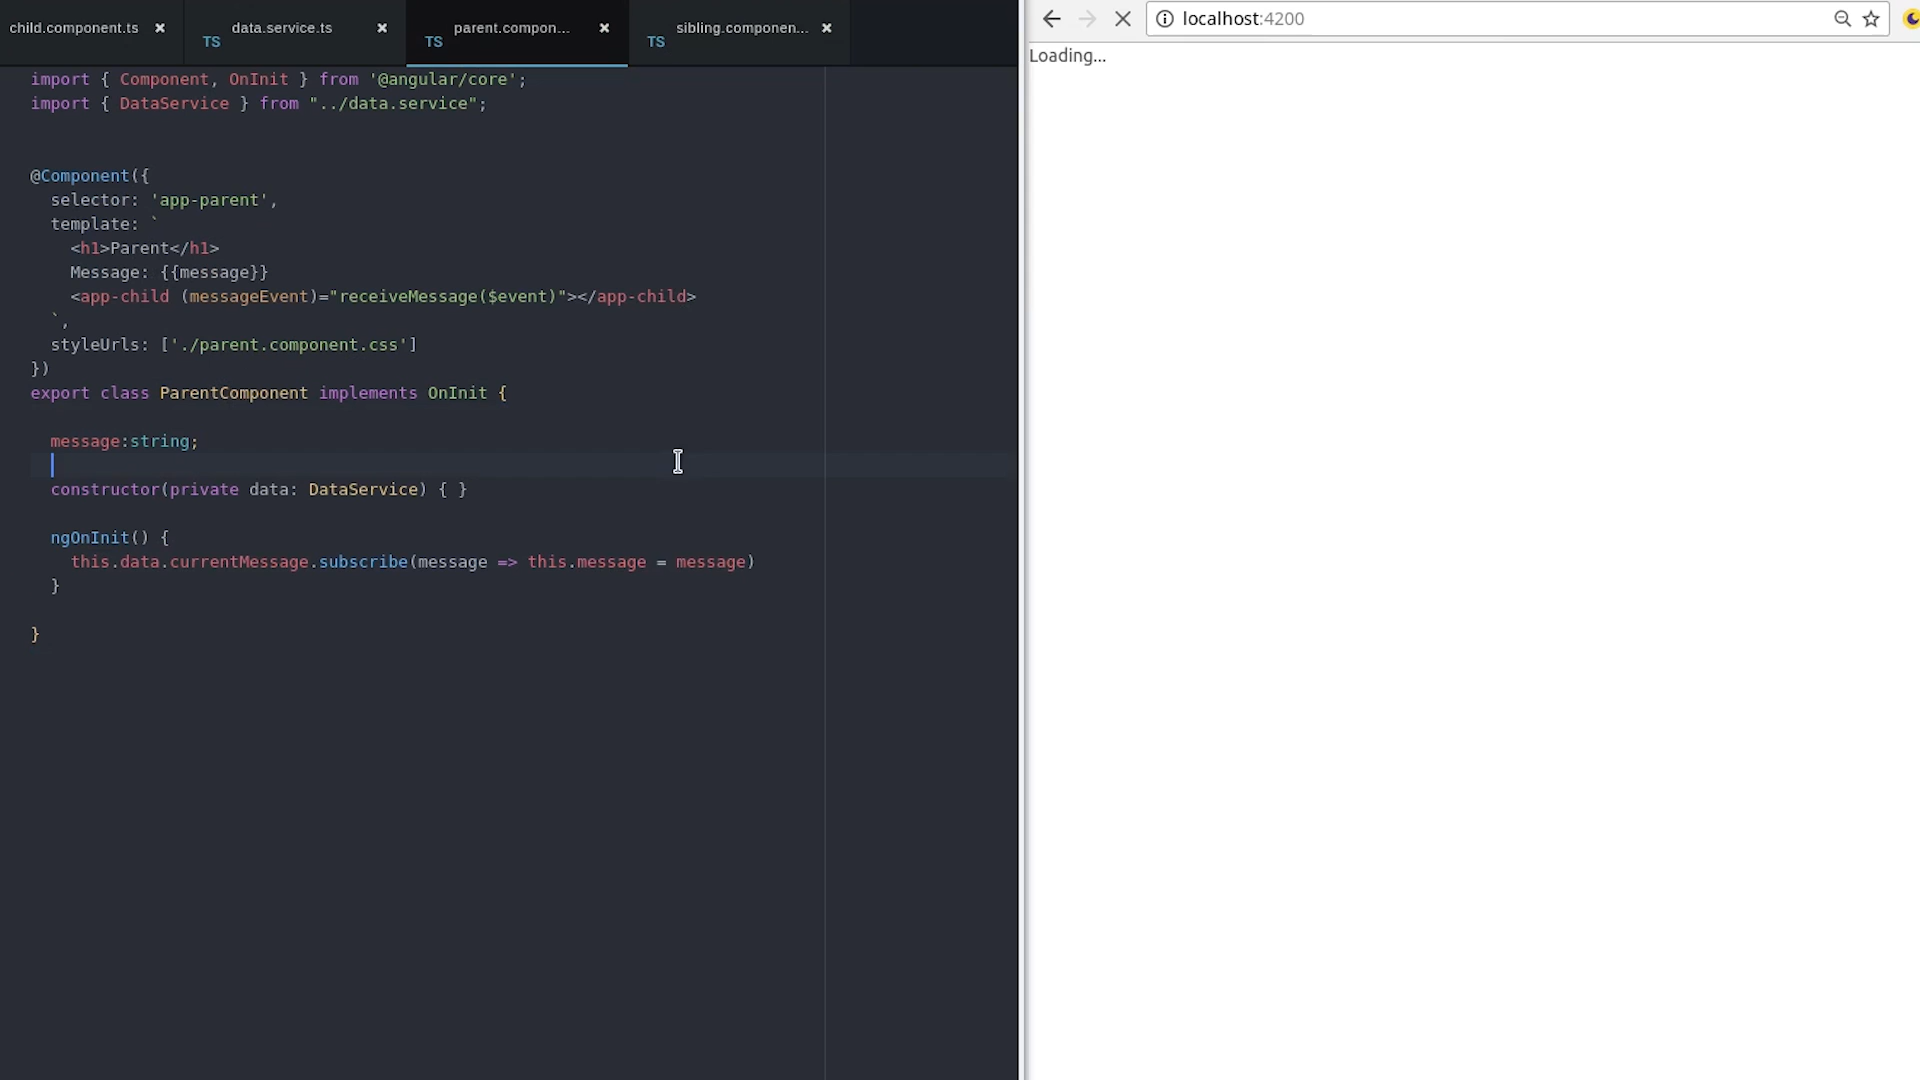 child.component.ts ×
TS data.service.ts ×
TS parent.compon... ×
TS sibling.componen... ×
import { Component, OnInit } from '@angular/core';
import { DataService } from "../data.service";
@Component({
selector: 'app-parent',
template: `
<h1>Parent</h1>
Message: {{message}}
<app-child (messageEvent)="receiveMessage($event)"></app-child>
`,
styleUrls: ['./parent.component.css']
})
export class ParentComponent implements OnInit {
message:string;
constructor(private data: DataService) { }
ngOnInit() {
this.data.currentMessage.subscribe(message => this.message = message)
}
}
localhost:4200
Loading...